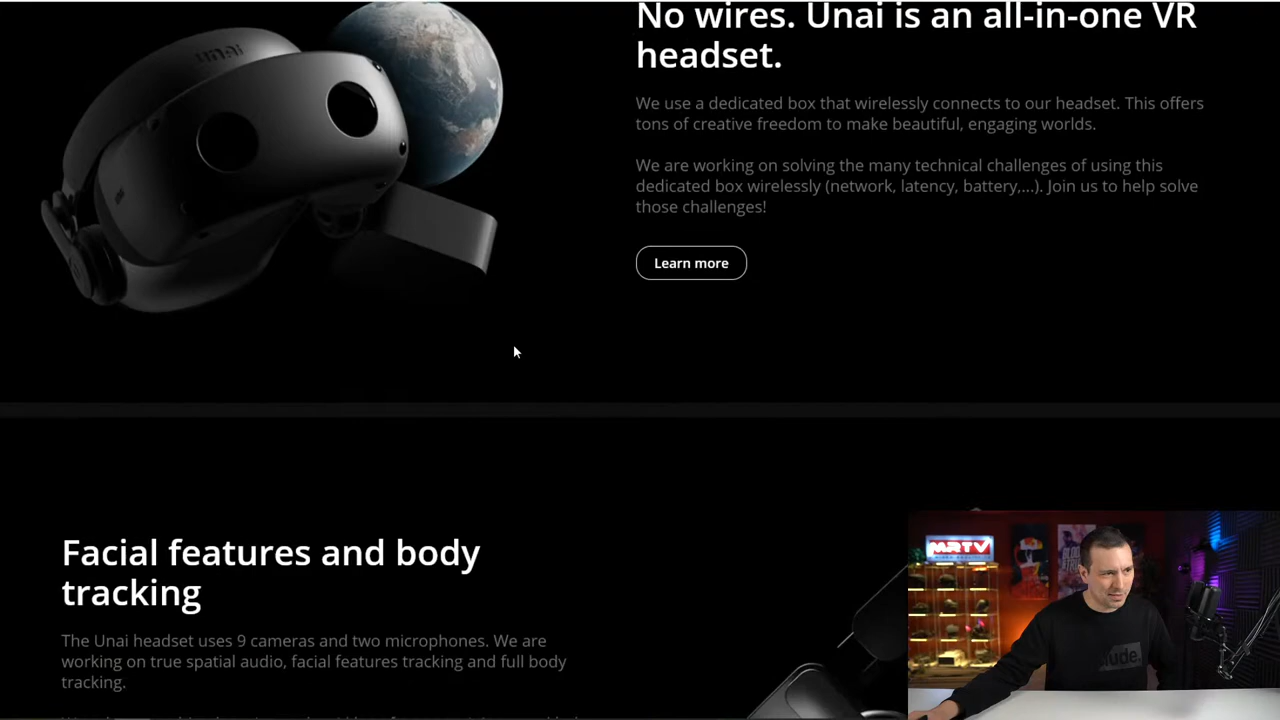 No wires. Unai is an all-in-one VR
headset.
We use a dedicated box that wirelessly connects to our headset. This offers
tons of creative freedom to make beautiful, engaging worlds.
We are working on solving the many technical challenges of using this
dedicated box wirelessly (network, latency, battery,...). Join us to help solve
those challenges!
Learn more
Facial features and body
tracking
The Unai headset uses 9 cameras and two microphones. We are
working on true spatial audio, facial features tracking and full body
tracking.
unai
MRTV